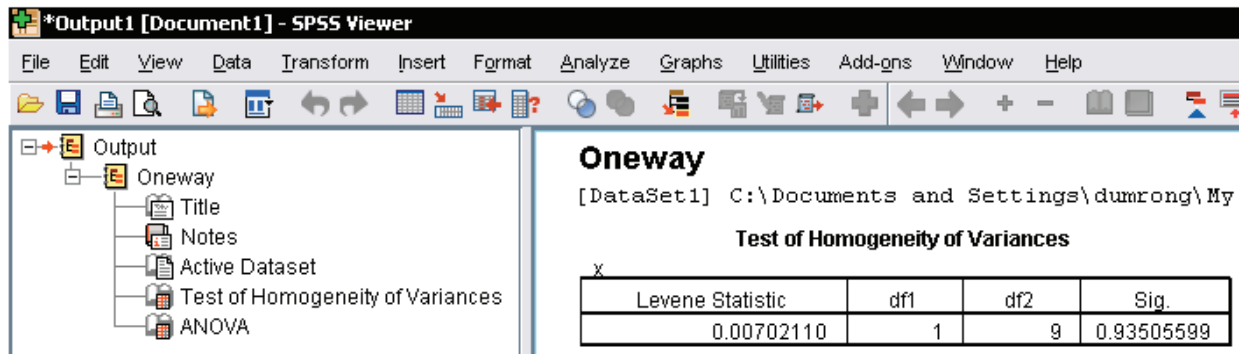 *Output1 [Document1] - SPSS Viewer
File Edit View Data Transform Insert Format Analyze Graphs Utilities Add-ons Window Help
Output
Oneway
Title
Notes
Active Dataset
Test of Homogeneity of Variances
ANOVA
Oneway
[DataSet1] C:\Documents and Settings\dumrong\My
Test of Homogeneity of Variances
X
Levene Statistic df1 df2 Sig.
0.00702110 1 9 0.93505599